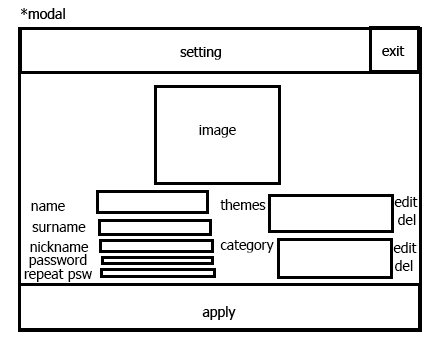 *modal
setting
exit
image
name
themes
edit
del
surname
nickname
category
edit
password
del
repeat psw
apply